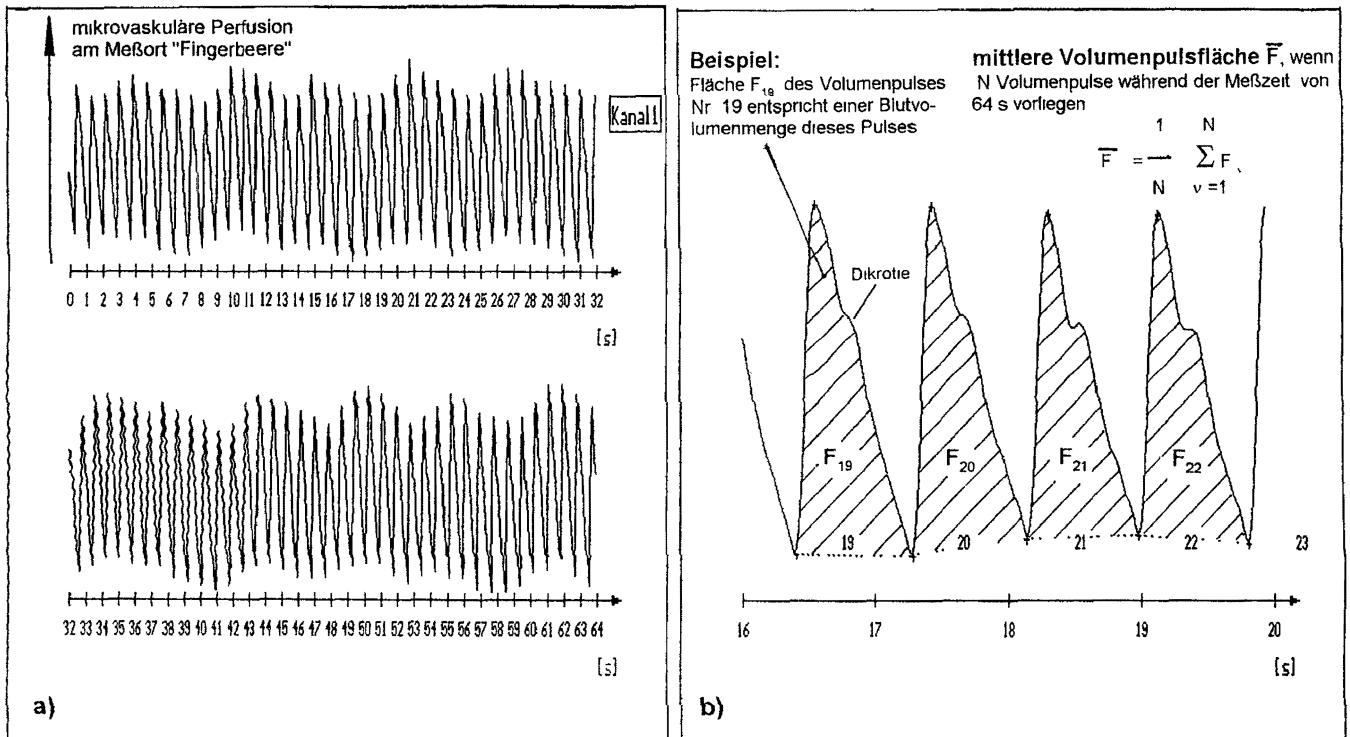 mikrovaskuläre Perfusion
am Meßort "Fingerbeere"
Kanal1
0 1 2 3 4 5 6 7 8 9 10 11 12 13 14 15 16 17 18 19 20 21 22 23 24 25 26 27 28 29 30 31 32
[s]
32 33 34 35 36 37 38 39 40 41 42 43 44 45 46 47 48 49 50 51 52 53 54 55 56 57 58 59 60 61 62 63 64
[s]
a)
Beispiel:
Fläche F19 des Volumenpulses
Nr 19 entspricht einer Blutvo-
lumenmenge dieses Pulses
mittlere Volumenpulsfläche F̅, wenn
N Volumenpulse während der Meßzeit von
64 s vorliegen
1 N
F̅ = — Σ F
N ν =1
Dikrotie
F19 F20 F21 F22
19 20 21 22 23
16 17 18 19 20
[s]
b)